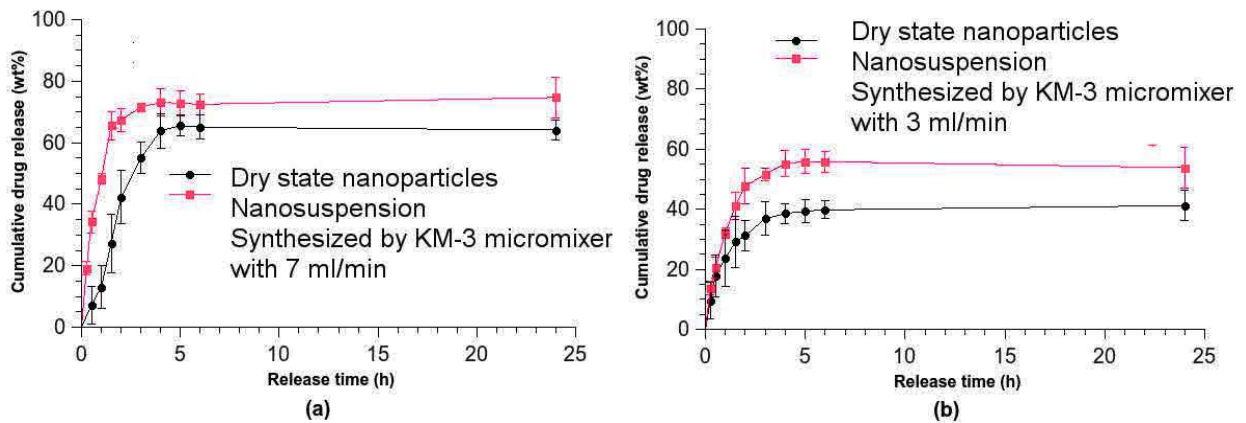 100
80
60
40
20
0
Cumulative drug release (wt%)
Dry state nanoparticles
Nanosuspension
Synthesized by KM-3 micromixer
with 7 ml/min
0 5 10 15 20 25
Release time (h)
(a)
100
80
60
40
20
0
Cumulative drug release (wt%)
Dry state nanoparticles
Nanosuspension
Synthesized by KM-3 micromixer
with 3 ml/min
0 5 10 15 20 25
Release time (h)
(b)